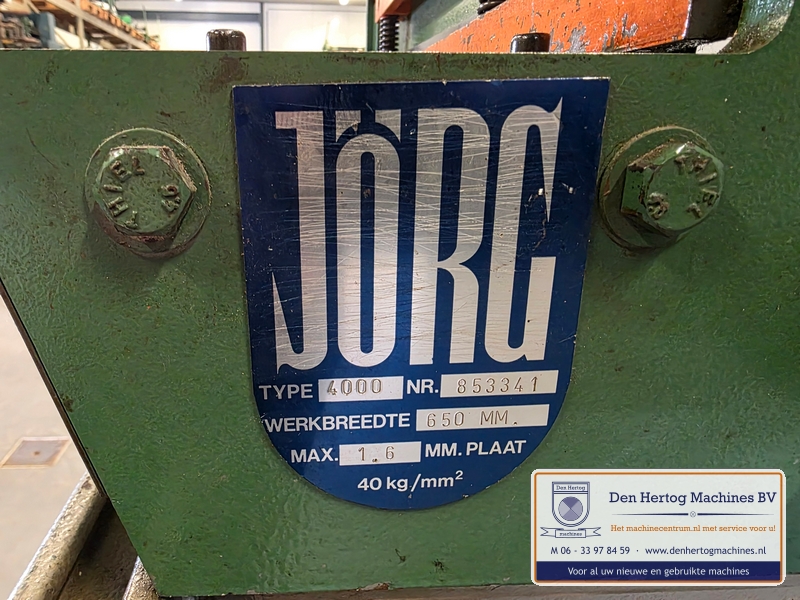 JÖRG
TYPE 4000 NR. 853341
WERKBREEDTE 650 MM.
MAX. 1.6 MM. PLAAT
40 kg/mm²
THIEL
THIEL
Den Hertog
machines
Den Hertog Machines BV
Het machinecentrum.nl met service voor u!
M 06 - 33 97 84 59 · www.denhertogmachines.nl
Voor al uw nieuwe en gebruikte machines